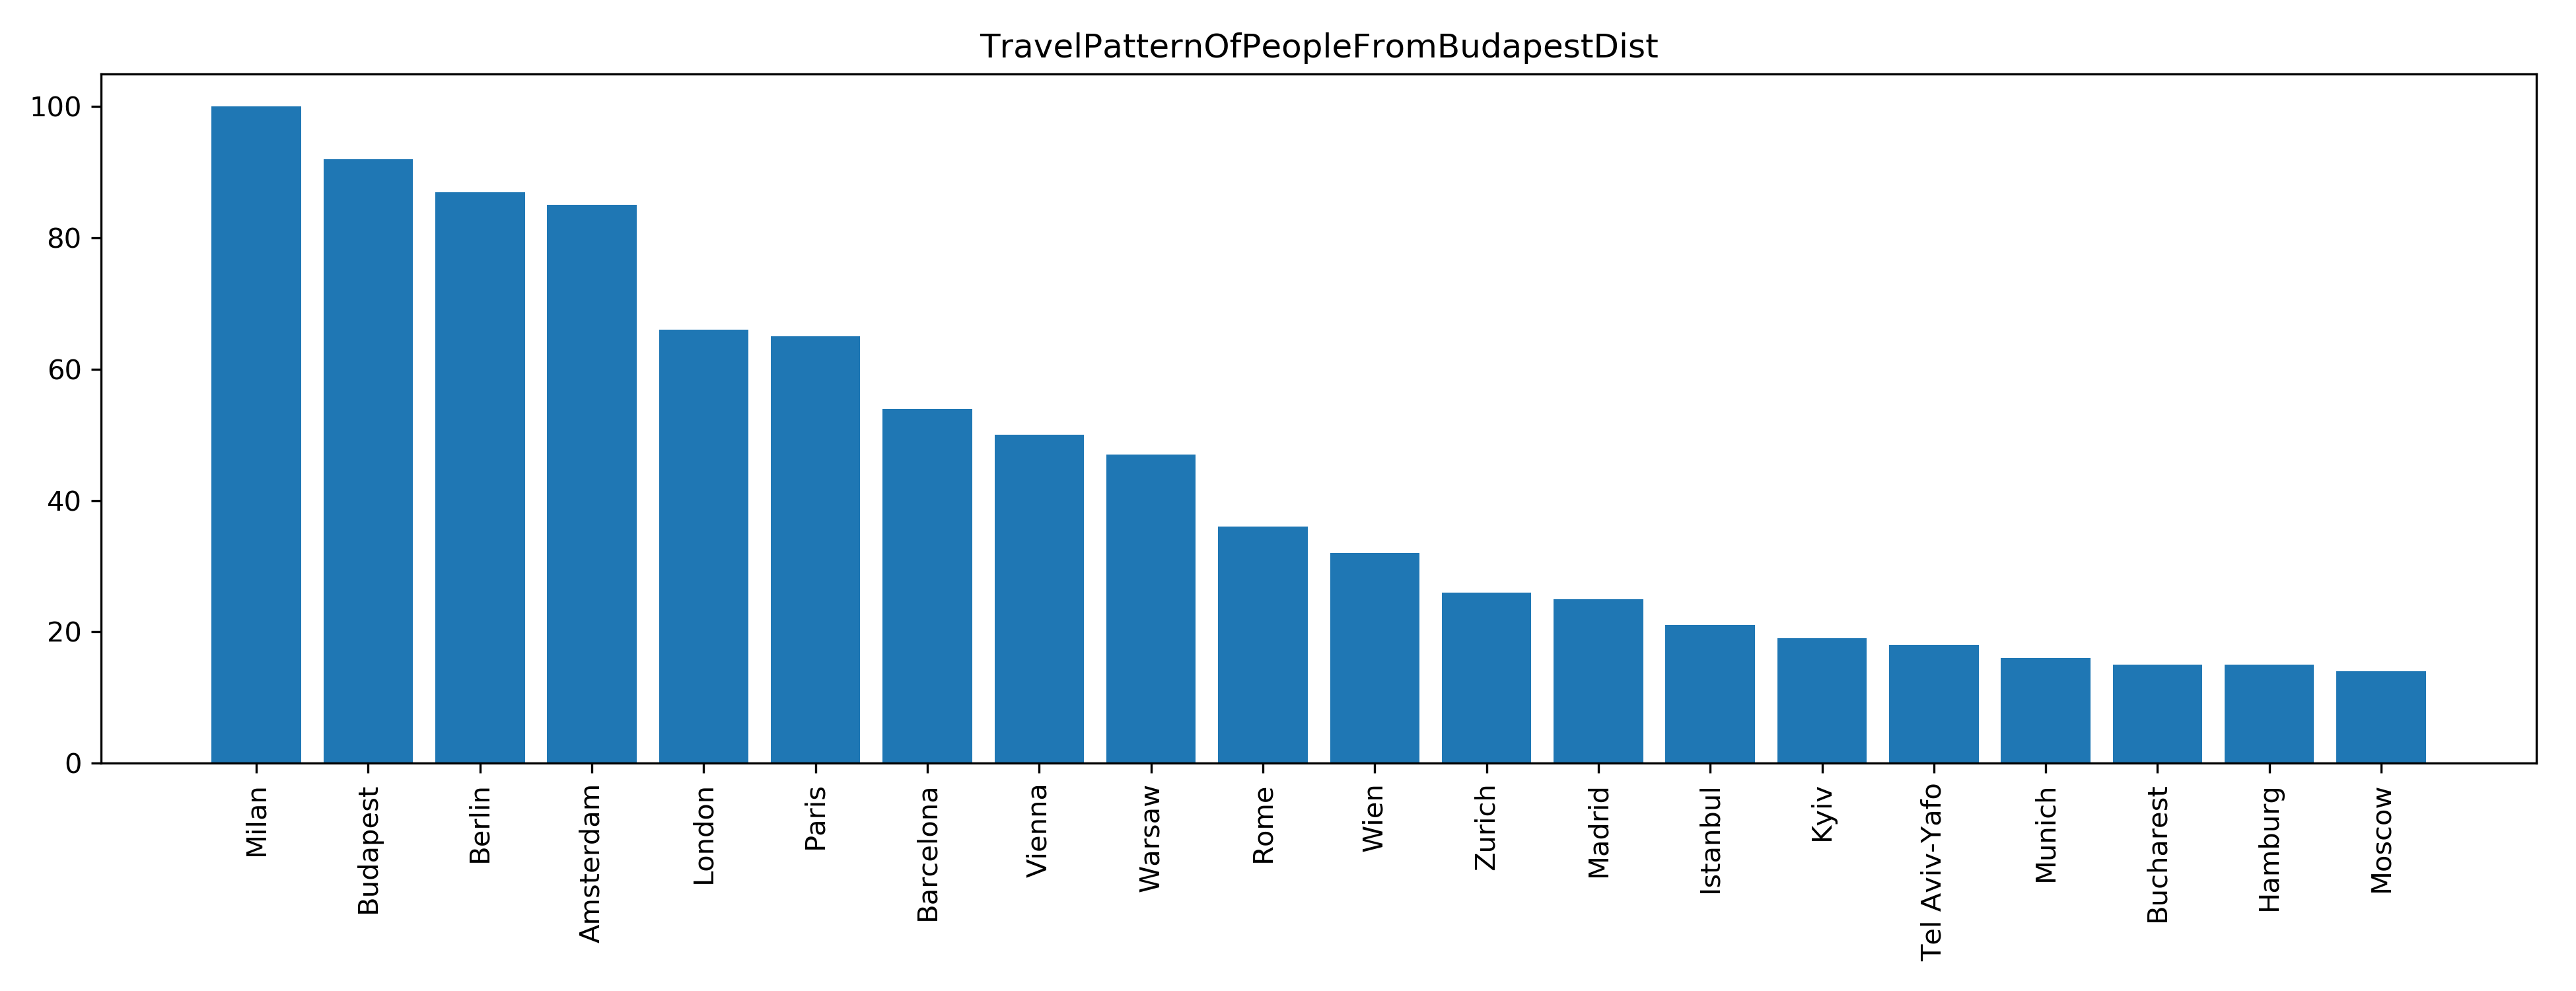 TravelPatternOfPeopleFromBudapestDist
100
80
60
40
20
0
Milan
Budapest
Berlin
Amsterdam
London
Paris
Barcelona
Vienna
Warsaw
Rome
Wien
Zurich
Madrid
Istanbul
Kyiv
Tel Aviv-Yafo
Munich
Bucharest
Hamburg
Moscow